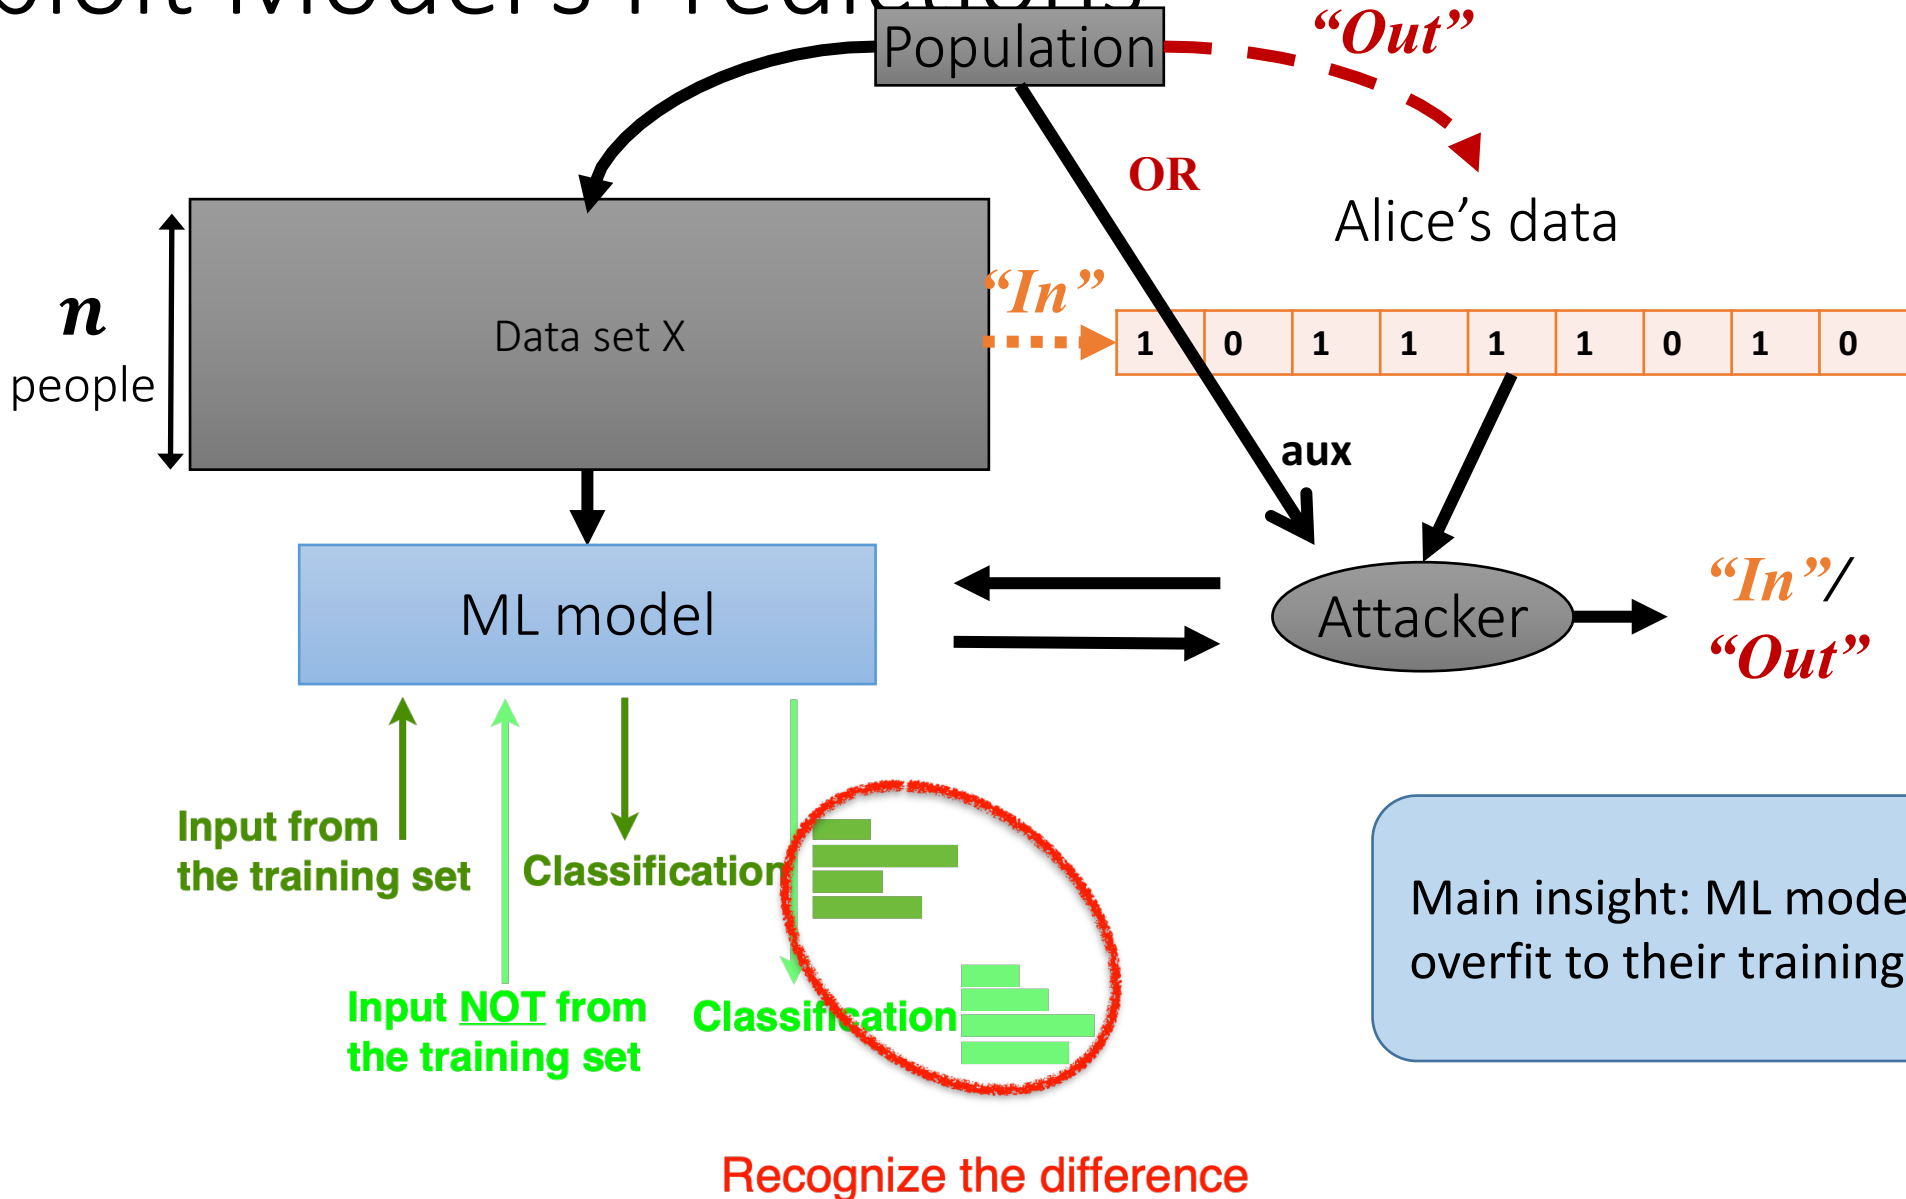 Model's Predictions
Population
“Out”
OR
Alice’s data
n
people
Data set X
“In”
1 0 1 1 1 1 0 1 0
aux
ML model
Attacker
“In”/
“Out”
Input from
the training set
Classification
Input NOT from
the training set
Classification
Main insight: ML mode
overfit to their training
Recognize the difference